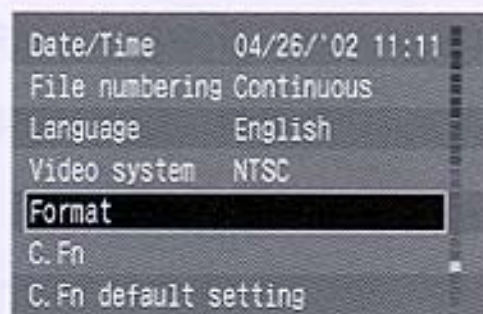 Date/Time 04/26/'02 11:11
File numbering Continuous
Language English
Video system NTSC
Format
C.Fn
C.Fn default setting